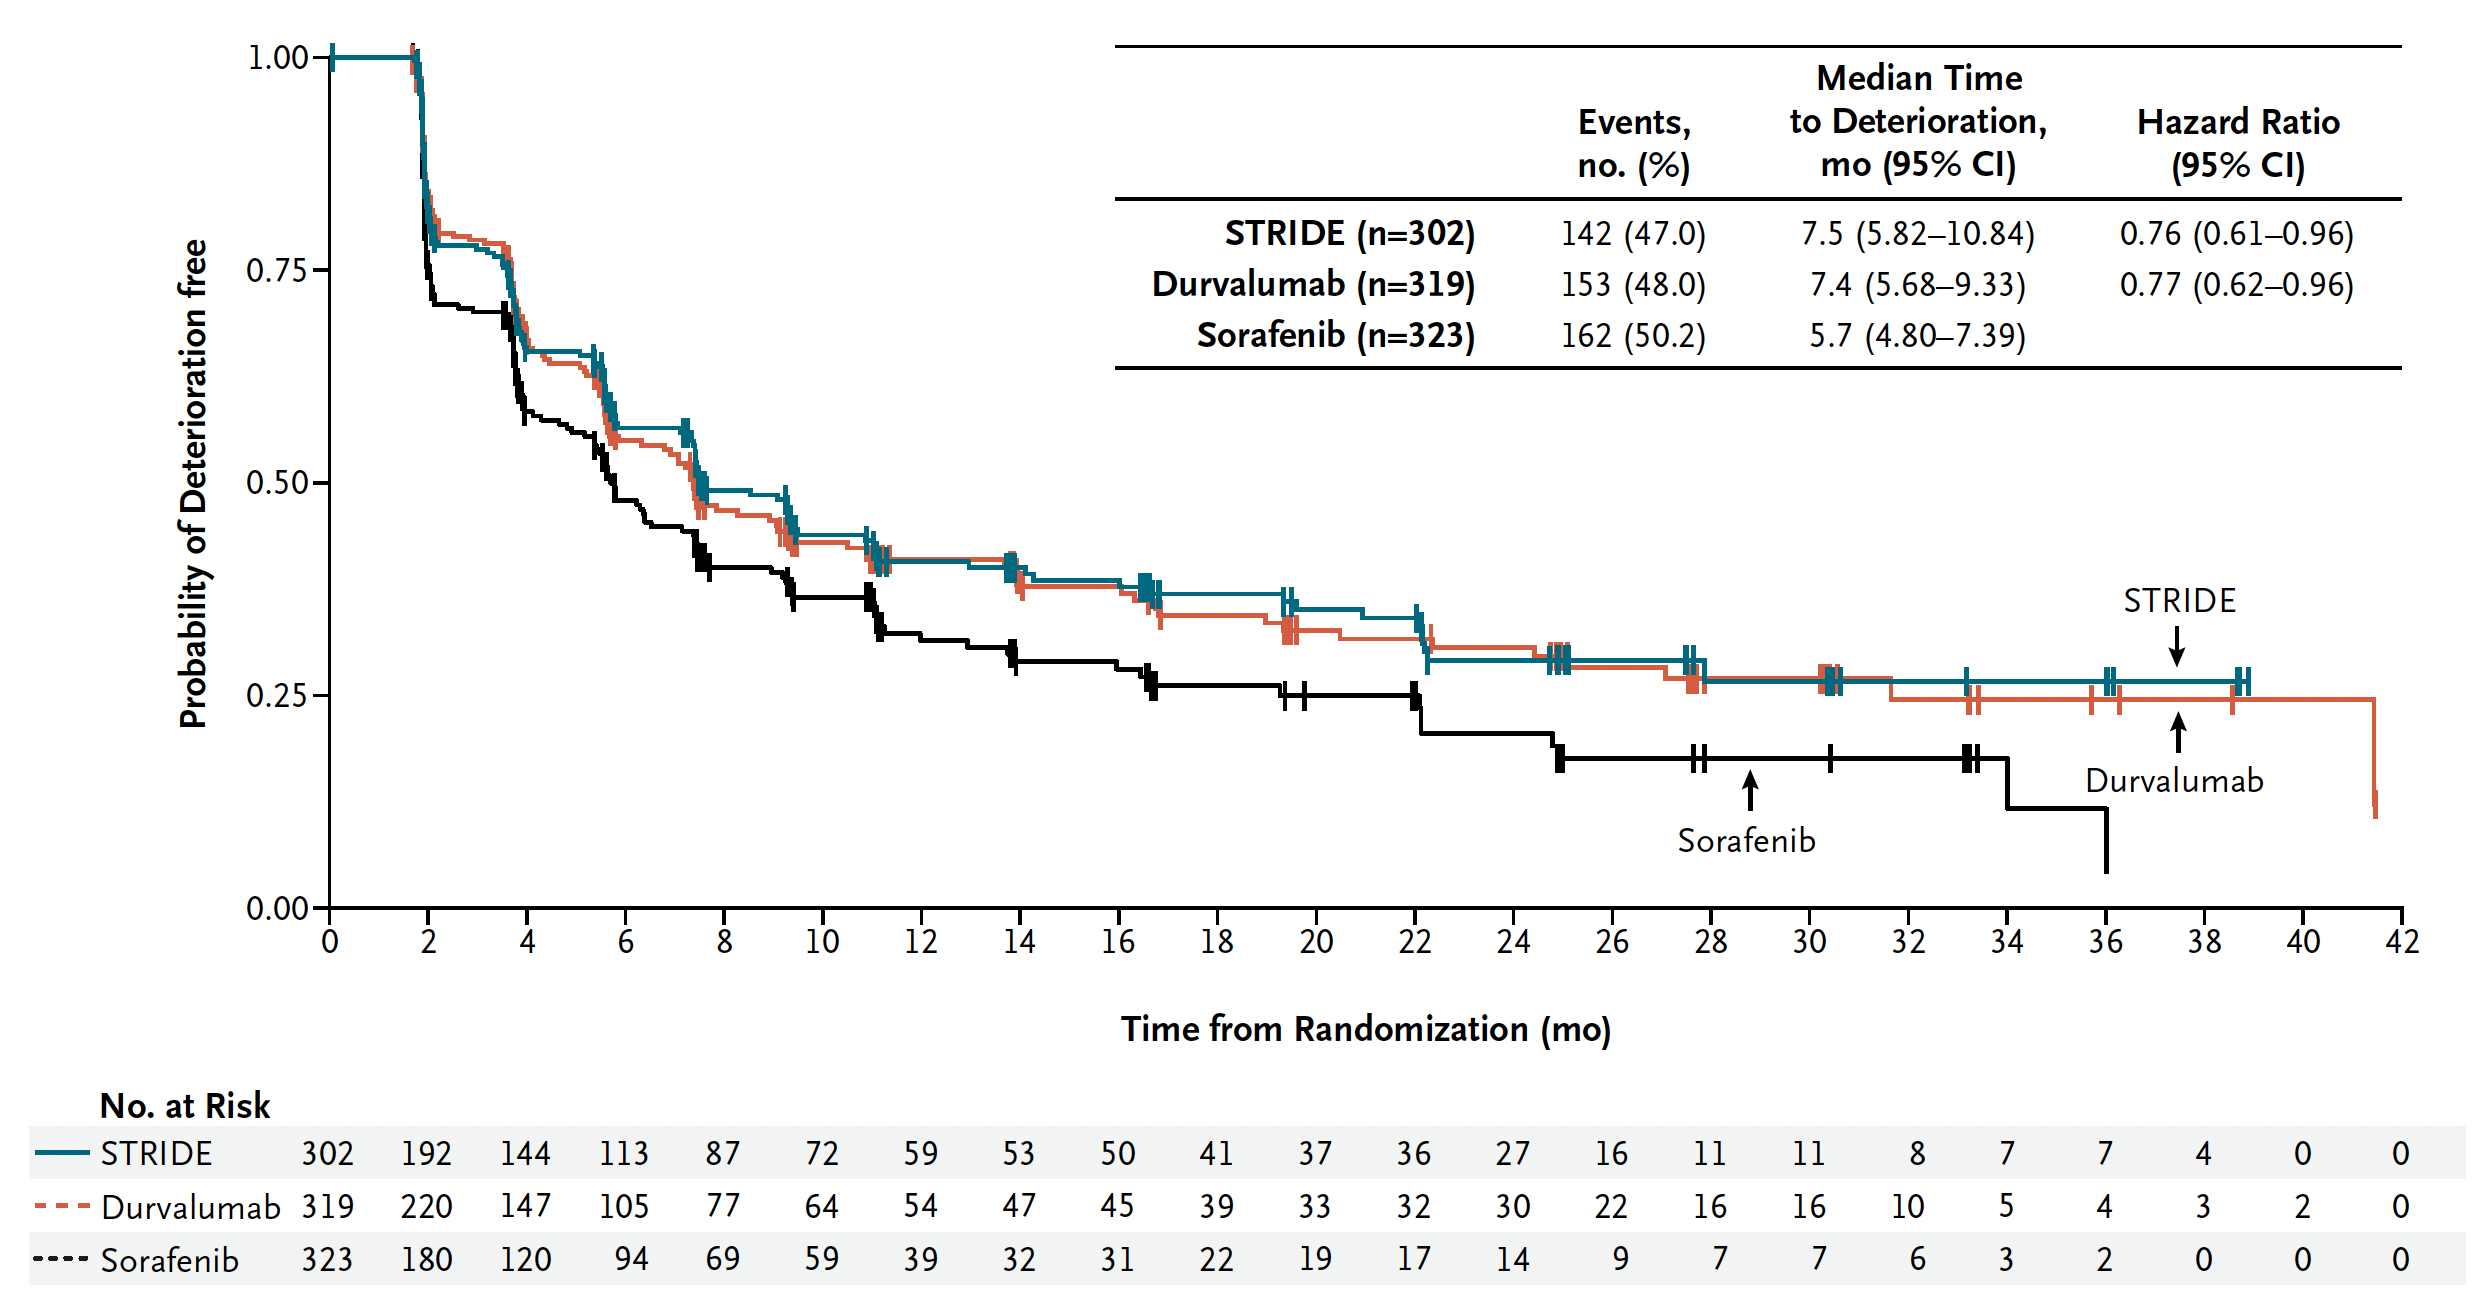 Median Time
Events, to Deterioration, Hazard Ratio
no. (%) mo (95% CI) (95% CI)
STRIDE (n=302) 142 (47.0) 7.5 (5.82–10.84) 0.76 (0.61–0.96)
Durvalumab (n=319) 153 (48.0) 7.4 (5.68–9.33) 0.77 (0.62–0.96)
Sorafenib (n=323) 162 (50.2) 5.7 (4.80–7.39)
Probability of Deterioration free
1.00
0.75
0.50
0.25
0.00
STRIDE
Durvalumab
Sorafenib
0 2 4 6 8 10 12 14 16 18 20 22 24 26 28 30 32 34 36 38 40 42
Time from Randomization (mo)
No. at Risk
STRIDE 302 192 144 113 87 72 59 53 50 41 37 36 27 16 11 11 8 7 7 4 0 0
Durvalumab 319 220 147 105 77 64 54 47 45 39 33 32 30 22 16 16 10 5 4 3 2 0
Sorafenib 323 180 120 94 69 59 39 32 31 22 19 17 14 9 7 7 6 3 2 0 0 0